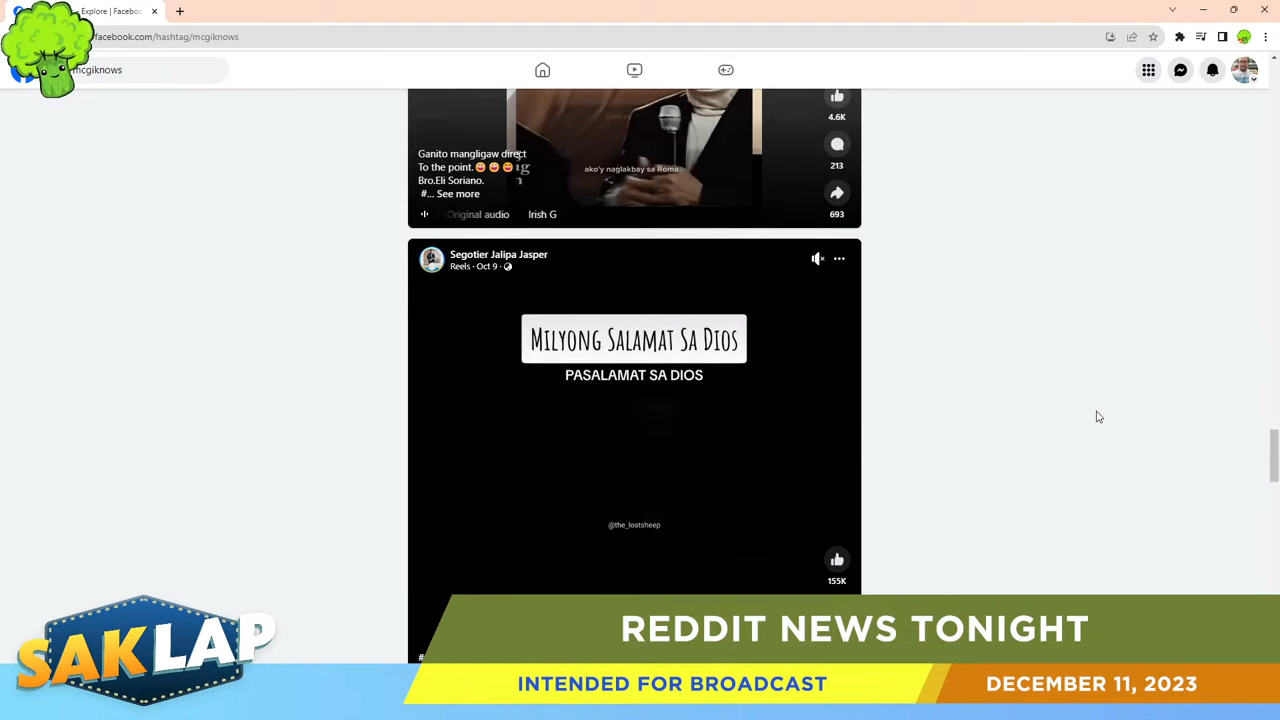 Explore | Faceboo
facebook.com/hashtag/mcgiknows
mcgiknows
4.6K
ako'y naglakbay sa Roma
Ganito mangligaw direct
To the point.😄😄😍
Bro.Eli Soriano.
#... See more
213
693
Original audio Irish G
Segotier Jalipa Jasper
Reels · Oct 9 ·
MILYONG SALAMAT SA DIOS
PASALAMAT SA DIOS
@the_lostsheep
155K
SAKLAP
REDDIT NEWS TONIGHT
INTENDED FOR BROADCAST
DECEMBER 11, 2023